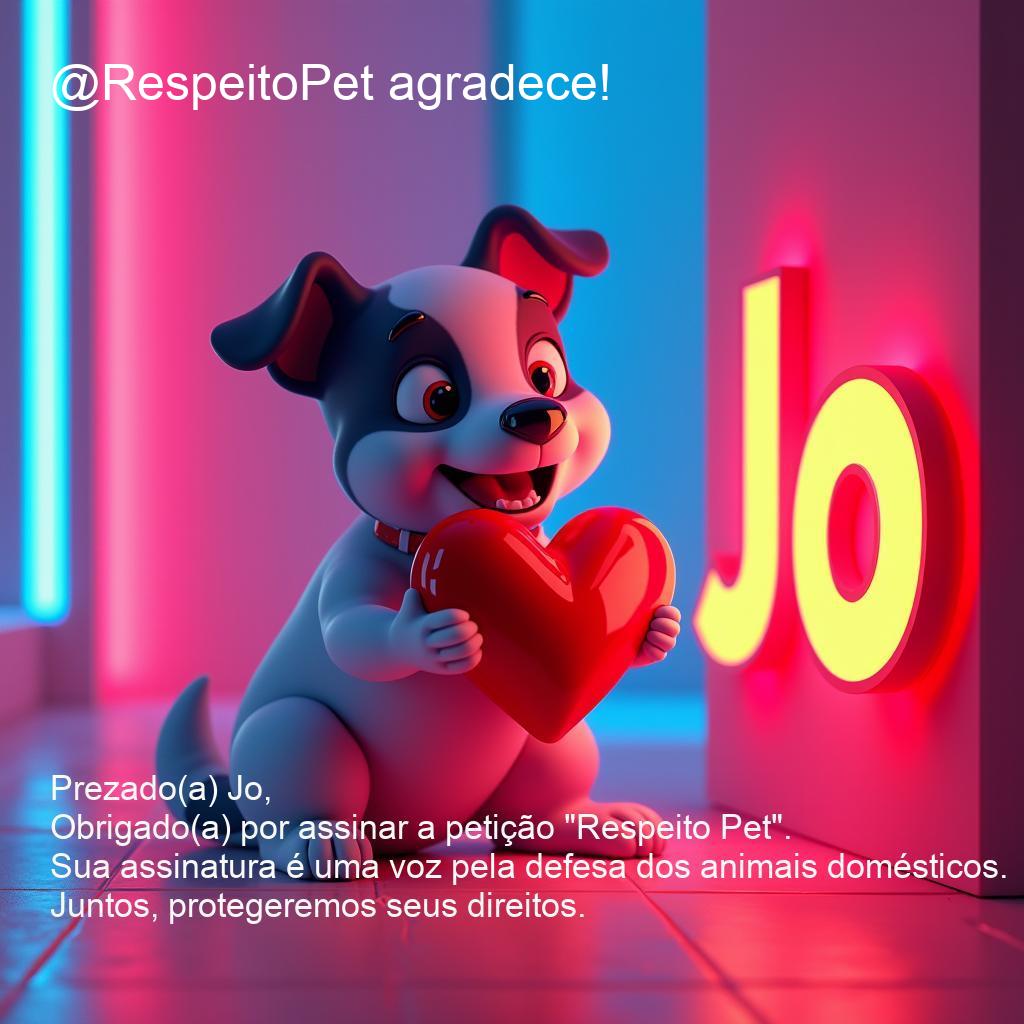 @RespeitoPet agradece!
Jo
Prezado(a) Jo,
Obrigado(a) por assinar a petição "Respeito Pet".
Sua assinatura é uma voz pela defesa dos animais domésticos.
Juntos, protegeremos seus direitos.